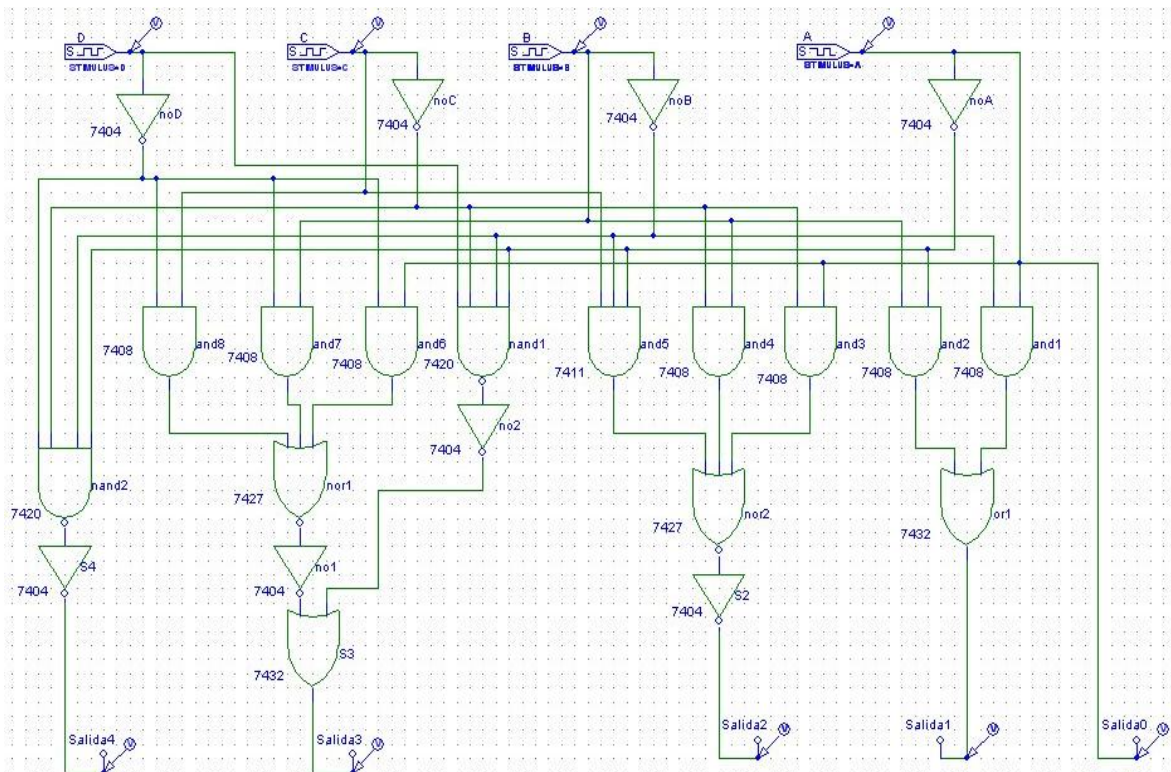 D
C
B
A
V
V
V
V
S
S
S
S
STIMULUS=D
STIMULUS=C
STIMULUS=B
STIMULUS=A
noD
noC
noB
noA
7404
7404
7404
7404
and8
and7
and6
nand1
and5
and4
and3
and2
and1
7408
7408
7408
7420
7411
7408
7408
7408
7408
no2
7404
nand2
nor1
nor2
or1
7420
7427
7427
7432
S4
no1
S2
7404
7404
7404
S3
7432
Salida4
V
Salida3
V
Salida2
V
Salida1
V
Salida0
V